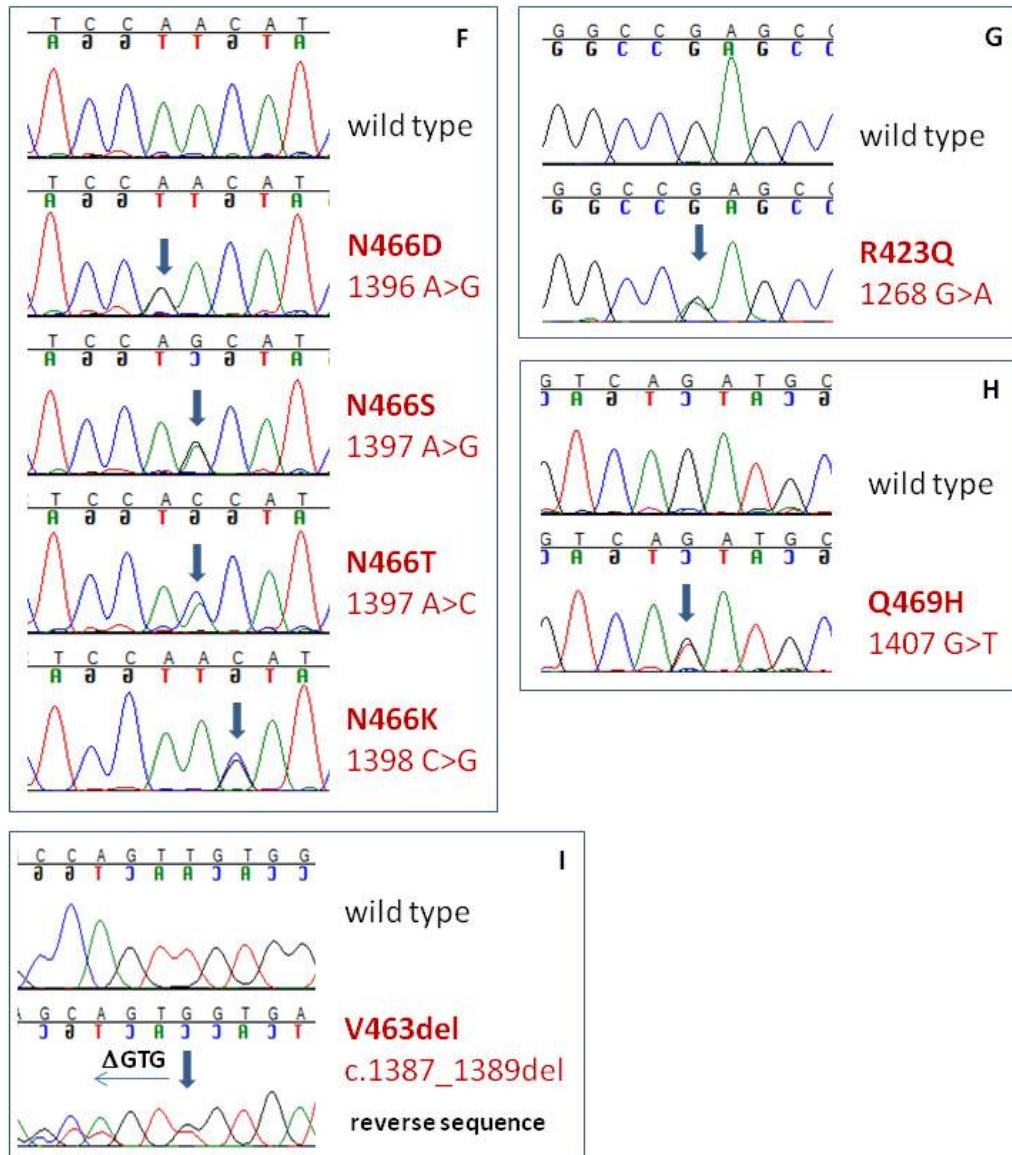 T C C A A C A T
A G G T T G T A
F
wild type
T C C A A C A T
A G G T T G T A
N466D
1396 A>G
T C C A G C A T
A G G T C G T A
N466S
1397 A>G
T C C A C C A T
A G G T G G T A
N466T
1397 A>C
T C C A A C A T
A G G T T G T A
N466K
1398 C>G
G G C C G A G C C
G G C C G A G C C
G
wild type
G G C C G A G C C
G G C C G A G C C
R423Q
1268 G>A
G T C A G A T G C
C A G T C T A C G
H
wild type
G T C A G A T G C
C A G T C T A C G
Q469H
1407 G>T
C C A G T T G T G G
G G T C A A C A C C
I
wild type
A G C A G T G G T G A
C G T C A C C A C T
V463del
ΔGTG
c.1387_1389del
reverse sequence